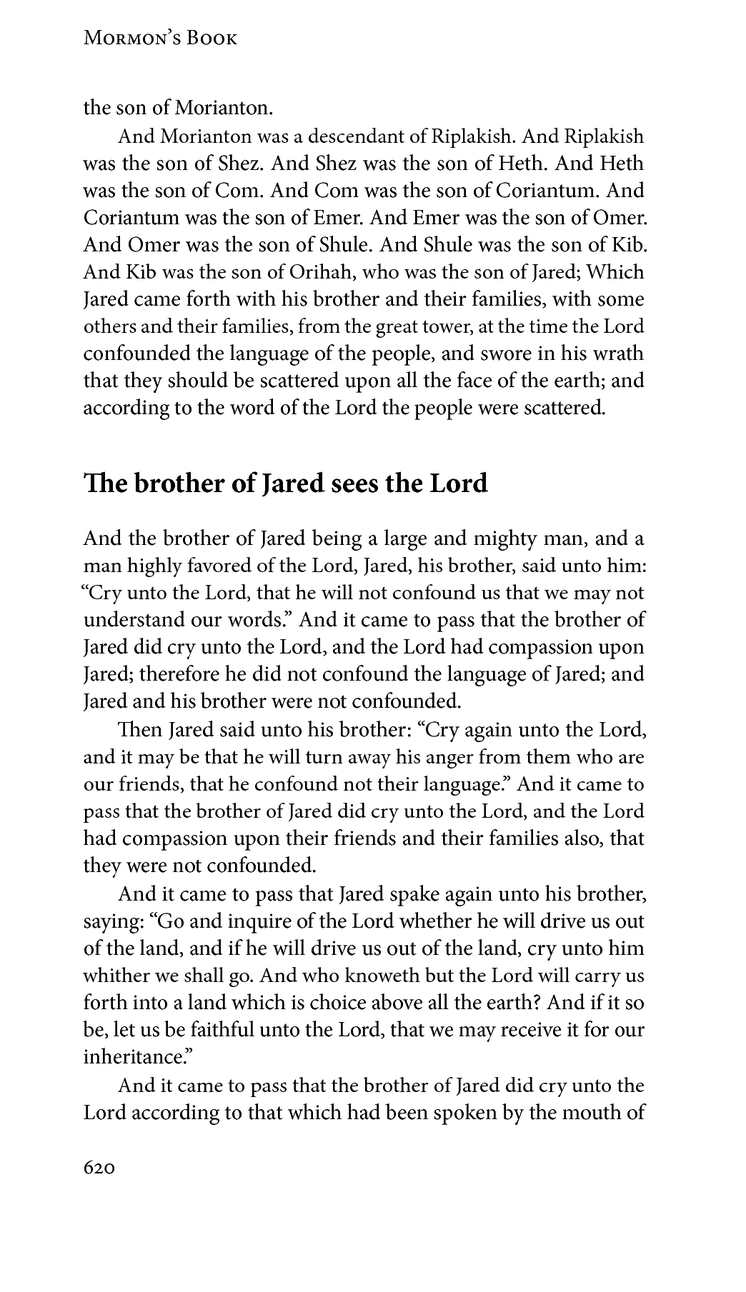 Mormon’s Book
the son of Morianton.
And Morianton was a descendant of Riplakish. And Riplakish
was the son of Shez. And Shez was the son of Heth. And Heth
was the son of Com. And Com was the son of Coriantum. And
Coriantum was the son of Emer. And Emer was the son of Omer.
And Omer was the son of Shule. And Shule was the son of Kib.
And Kib was the son of Orihah, who was the son of Jared; Which
Jared came forth with his brother and their families, with some
others and their families, from the great tower, at the time the Lord
confounded the language of the people, and swore in his wrath
that they should be scattered upon all the face of the earth; and
according to the word of the Lord the people were scattered.
The brother of Jared sees the Lord
And the brother of Jared being a large and mighty man, and a
man highly favored of the Lord, Jared, his brother, said unto him:
“Cry unto the Lord, that he will not confound us that we may not
understand our words.” And it came to pass that the brother of
Jared did cry unto the Lord, and the Lord had compassion upon
Jared; therefore he did not confound the language of Jared; and
Jared and his brother were not confounded.
Then Jared said unto his brother: “Cry again unto the Lord,
and it may be that he will turn away his anger from them who are
our friends, that he confound not their language.” And it came to
pass that the brother of Jared did cry unto the Lord, and the Lord
had compassion upon their friends and their families also, that
they were not confounded.
And it came to pass that Jared spake again unto his brother,
saying: “Go and inquire of the Lord whether he will drive us out
of the land, and if he will drive us out of the land, cry unto him
whither we shall go. And who knoweth but the Lord will carry us
forth into a land which is choice above all the earth? And if it so
be, let us be faithful unto the Lord, that we may receive it for our
inheritance.”
And it came to pass that the brother of Jared did cry unto the
Lord according to that which had been spoken by the mouth of
620